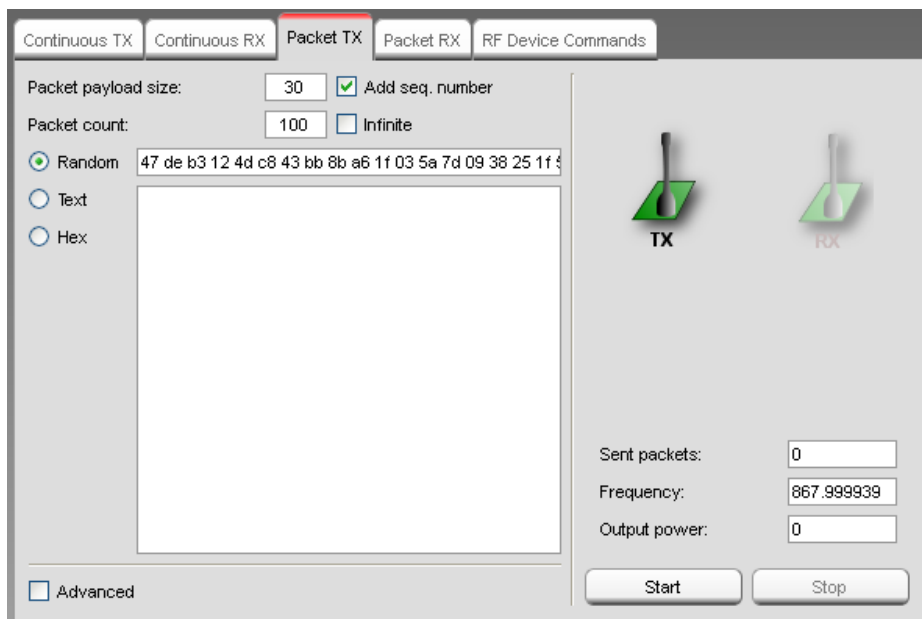 Continuous TX Continuous RX Packet TX Packet RX RF Device Commands
Packet payload size: 30 Add seq. number
Packet count: 100 Infinite
Random 47 de b3 12 4d c8 43 bb 8b a6 1f 03 5a 7d 09 38 25 1f
Text
Hex
TX RX
Sent packets: 0
Frequency: 867.999939
Output power: 0
Advanced
Start Stop